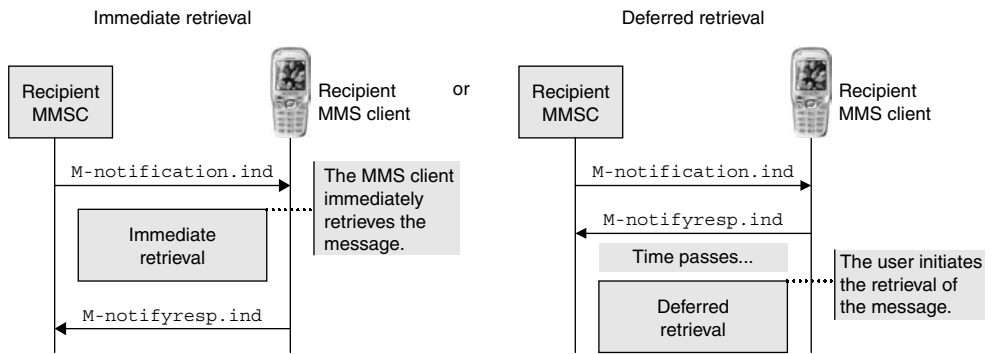 Immediate retrieval
Recipient
MMSC
Recipient
MMS client
M-notification.ind
The MMS client
immediately
retrieves the
message.
Immediate
retrieval
M-notifyresp.ind
or
Deferred retrieval
Recipient
MMSC
Recipient
MMS client
M-notification.ind
M-notifyresp.ind
Time passes...
The user initiates
the retrieval of
the message.
Deferred
retrieval